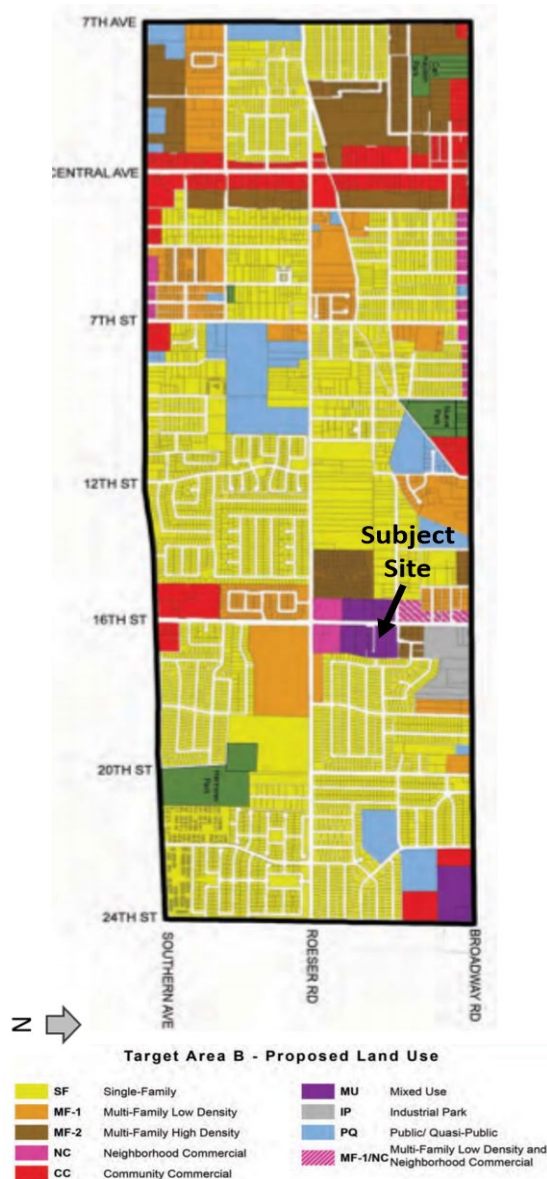 7TH AVE
CENTRAL AVE
7TH ST
12TH ST
Subject
Site
16TH ST
20TH ST
24TH ST
SOUTHERN AVE
ROESER RD
BROADWAY RD
Park
Park
Park
N
Target Area B - Proposed Land Use
SF Single-Family
MF-1 Multi-Family Low Density
MF-2 Multi-Family High Density
NC Neighborhood Commercial
CC Community Commercial
MU Mixed Use
IP Industrial Park
PQ Public/ Quasi-Public
MF-1/NC Multi-Family Low Density and
Neighborhood Commercial